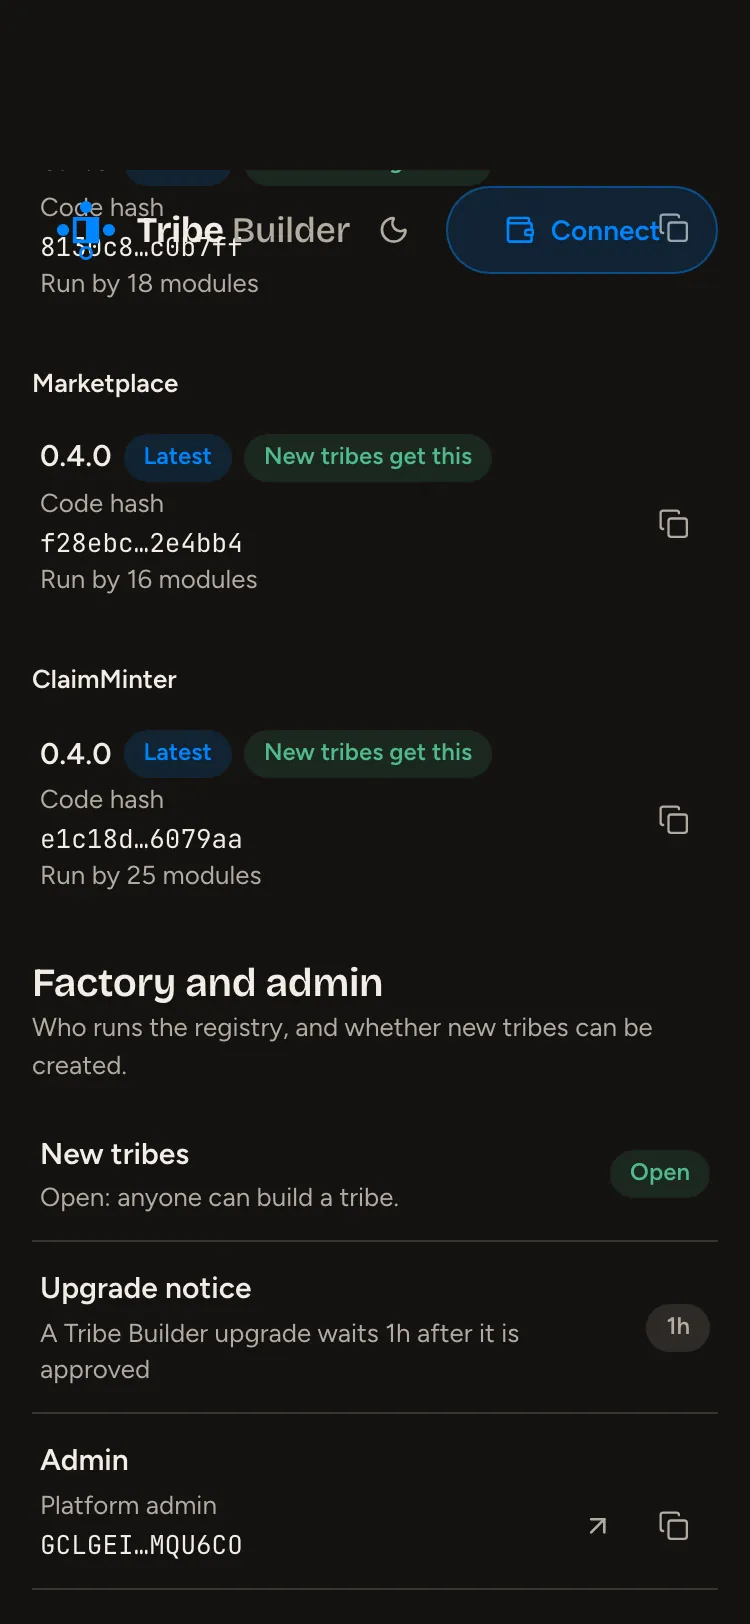 Code hash
Tribe Builder
Connect
8130c8…c0b7ff
Run by 18 modules
Marketplace
0.4.0 Latest New tribes get this
Code hash
f28ebc…2e4bb4
Run by 16 modules
ClaimMinter
0.4.0 Latest New tribes get this
Code hash
e1c18d…6079aa
Run by 25 modules
Factory and admin
Who runs the registry, and whether new tribes can be
created.
New tribes
Open
Open: anyone can build a tribe.
Upgrade notice
A Tribe Builder upgrade waits 1h after it is
approved
1h
Admin
Platform admin
GCLGEI…MQU6CO